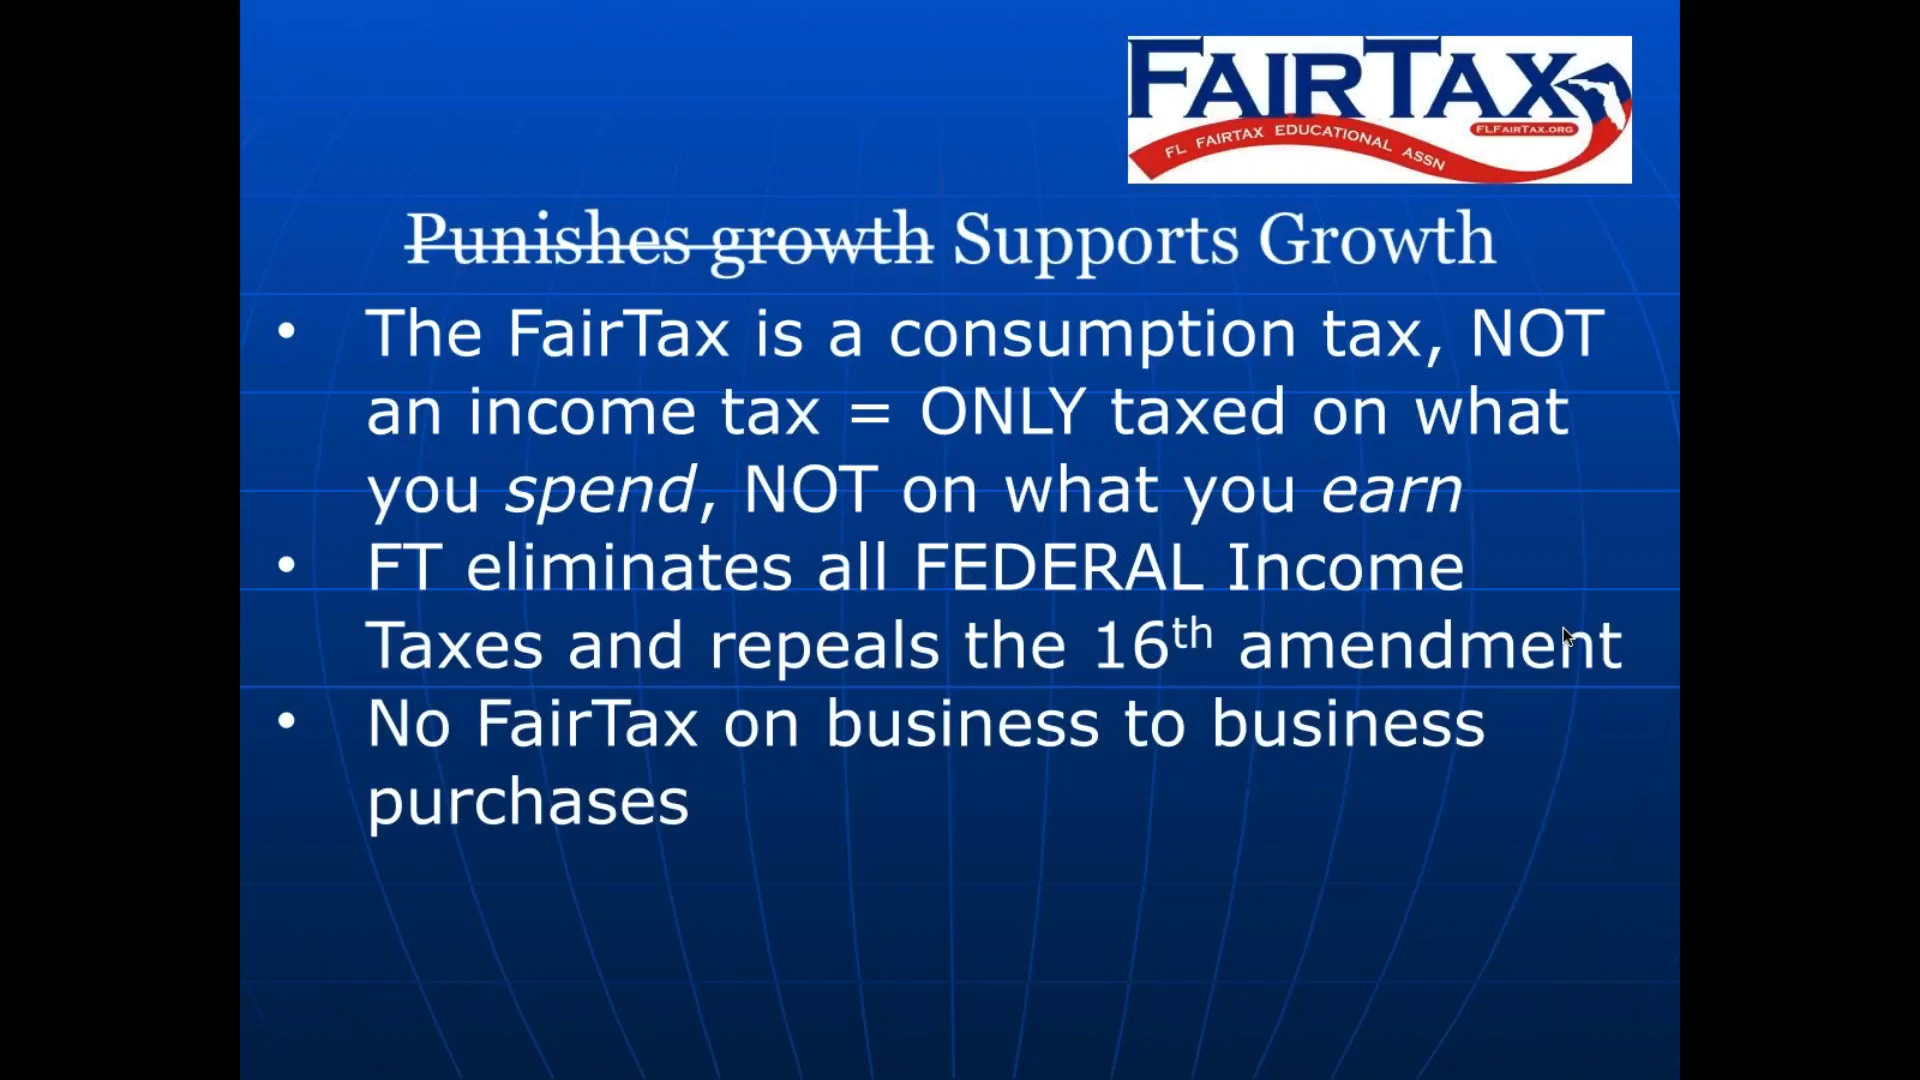 FAIRTAX
FLFAIRTAX.ORG
FL FAIRTAX EDUCATIONAL ASSN
Punishes growth Supports Growth
• The FairTax is a consumption tax, NOT
an income tax = ONLY taxed on what
you spend, NOT on what you earn
• FT eliminates all FEDERAL Income
Taxes and repeals the 16th amendment
• No FairTax on business to business
purchases